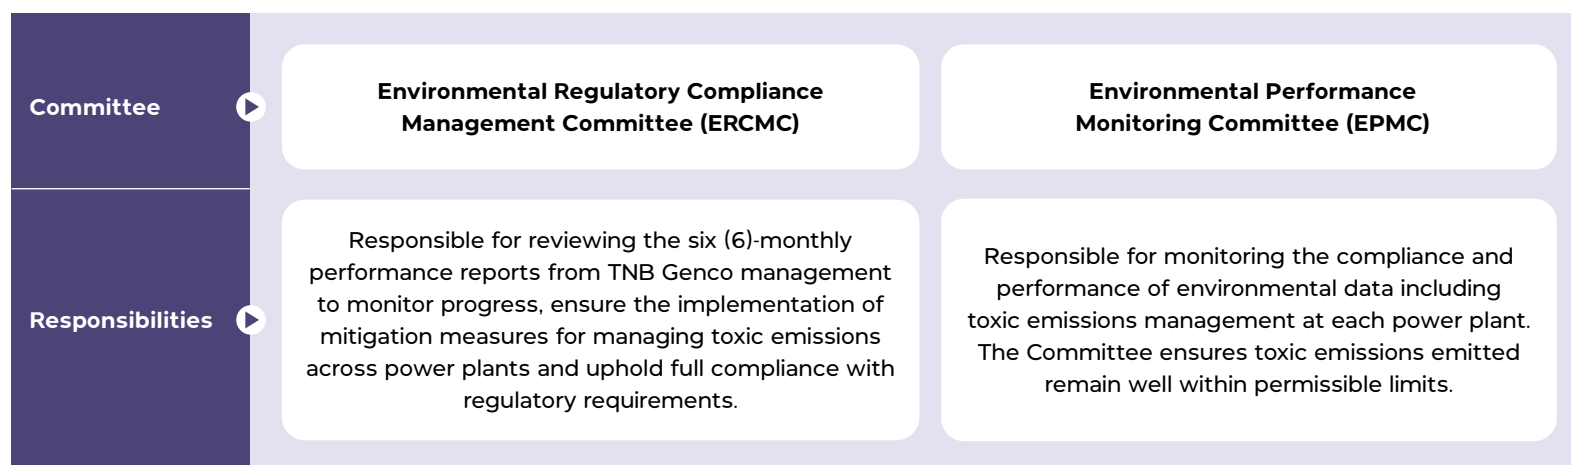 Committee
Environmental Regulatory Compliance
Management Committee (ERCMC)
Environmental Performance
Monitoring Committee (EPMC)
Responsibilities
Responsible for reviewing the six (6)-monthly
performance reports from TNB Genco management
to monitor progress, ensure the implementation of
mitigation measures for managing toxic emissions
across power plants and uphold full compliance with
regulatory requirements.
Responsible for monitoring the compliance and
performance of environmental data including
toxic emissions management at each power plant.
The Committee ensures toxic emissions emitted
remain well within permissible limits.